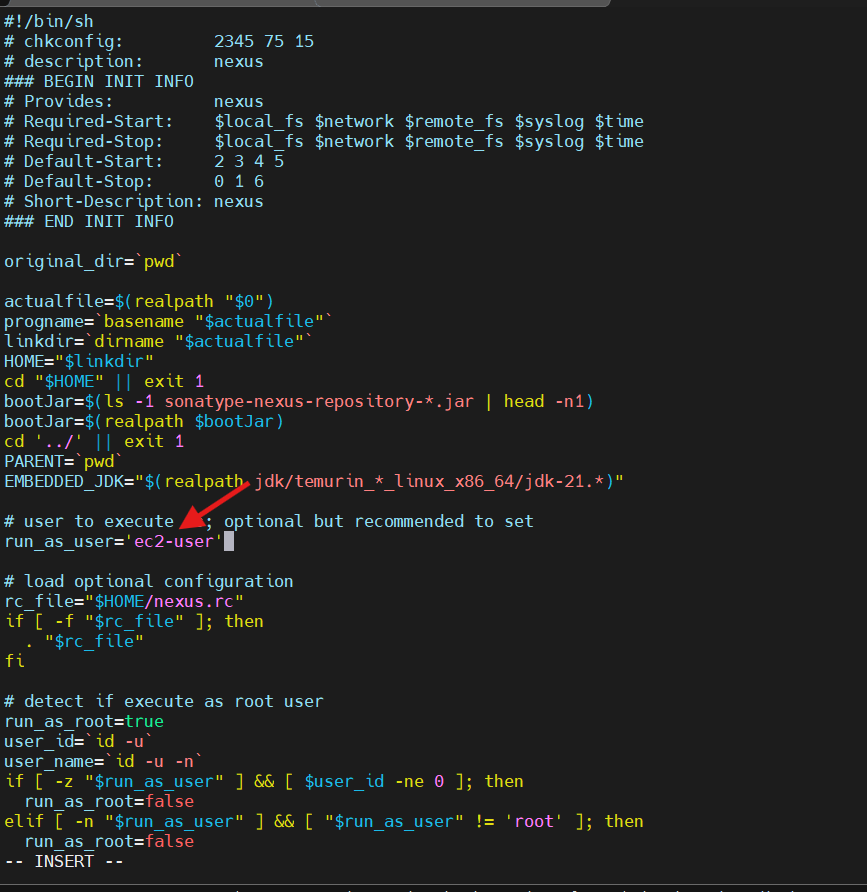 #!/bin/sh
# chkconfig:         2345 75 15
# description:       nexus
### BEGIN INIT INFO
# Provides:          nexus
# Required-Start:    $local_fs $network $remote_fs $syslog $time
# Required-Stop:     $local_fs $network $remote_fs $syslog $time
# Default-Start:     2 3 4 5
# Default-Stop:      0 1 6
# Short-Description: nexus
### END INIT INFO

original_dir=`pwd`

actualfile=$(realpath "$0")
progname=`basename "$actualfile"`
linkdir=`dirname "$actualfile"`
HOME="$linkdir"
cd "$HOME" || exit 1
bootJar=$(ls -1 sonatype-nexus-repository-*.jar | head -n1)
bootJar=$(realpath $bootJar)
cd '../' || exit 1
PARENT=`pwd`
EMBEDDED_JDK="$(realpath jdk/temurin_*_linux_x86_64/jdk-21.*)"

# user to execute ; optional but recommended to set
run_as_user='ec2-user'

# load optional configuration
rc_file="$HOME/nexus.rc"
if [ -f "$rc_file" ]; then
  . "$rc_file"
fi

# detect if execute as root user
run_as_root=true
user_id=`id -u`
user_name=`id -u -n`
if [ -z "$run_as_user" ] && [ $user_id -ne 0 ]; then
  run_as_root=false
elif [ -n "$run_as_user" ] && [ "$run_as_user" != 'root' ]; then
  run_as_root=false
-- INSERT --